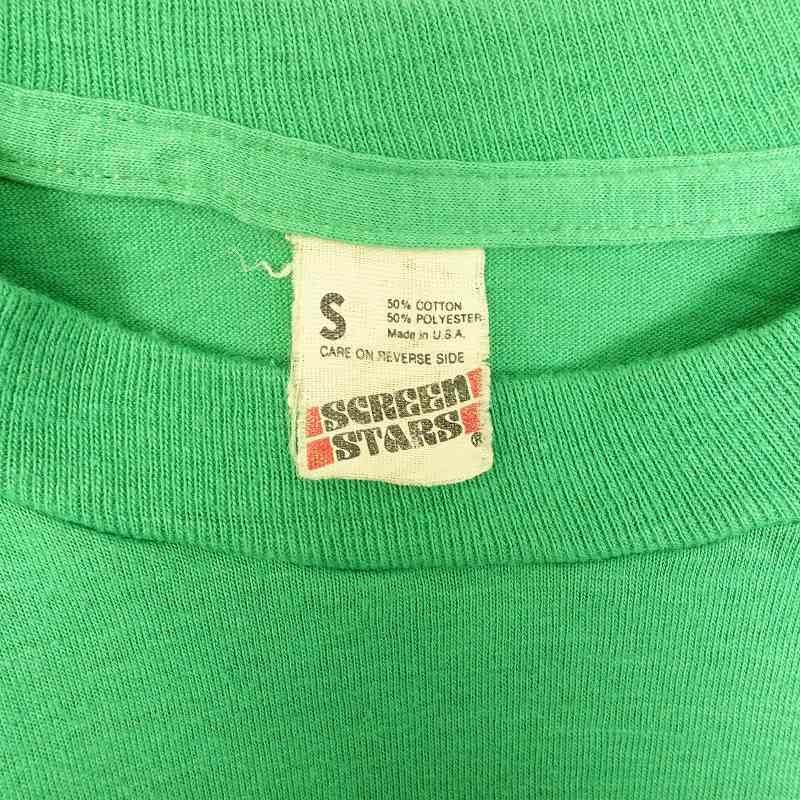 S
50% COTTON
50% POLYESTER
Made in U.S.A.
CARE ON REVERSE SIDE
SCREEN
STARS ®